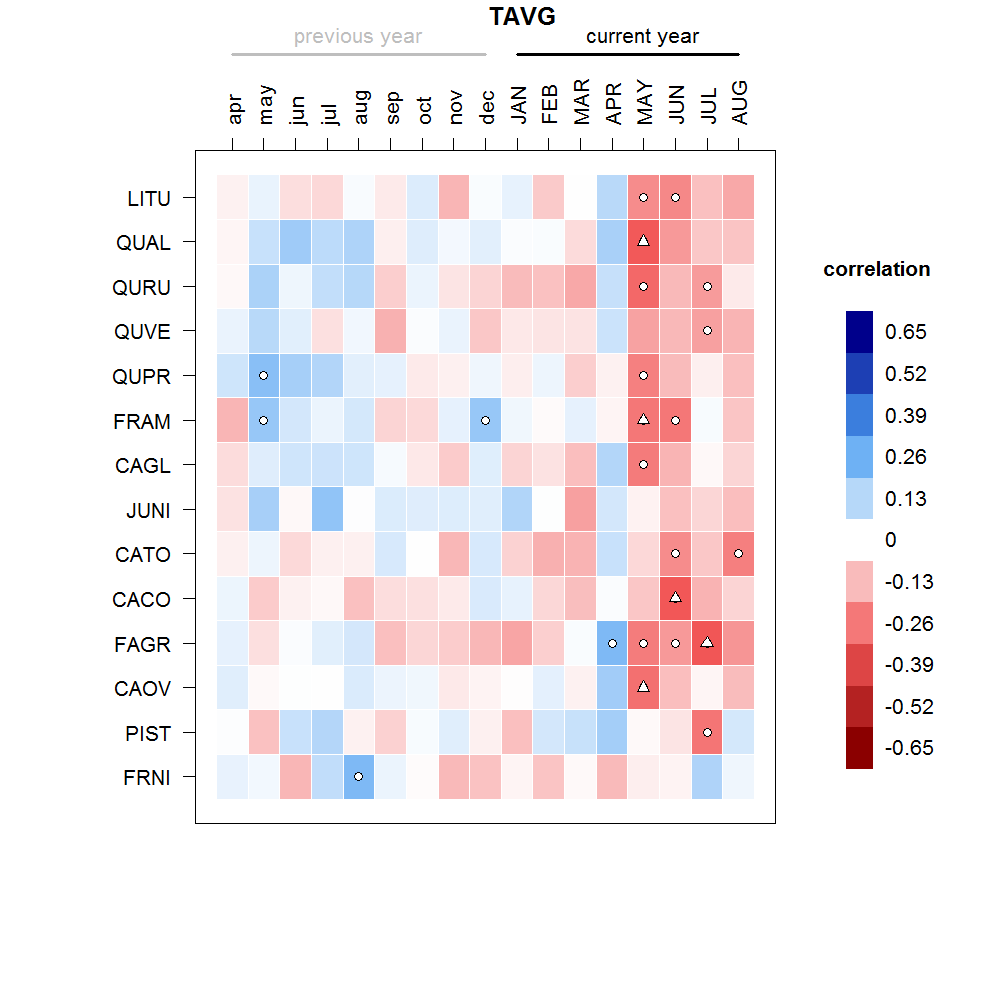 TAVG
previous year current year
apr may jun jul aug sep oct nov dec JAN FEB MAR APR MAY JUN JUL AUG
LITU
QUAL
QURU
QUVE
QUPR
FRAM
CAGL
JUNI
CATO
CACO
FAGR
CAOV
PIST
FRNI
correlation
0.65
0.52
0.39
0.26
0.13
0
-0.13
-0.26
-0.39
-0.52
-0.65